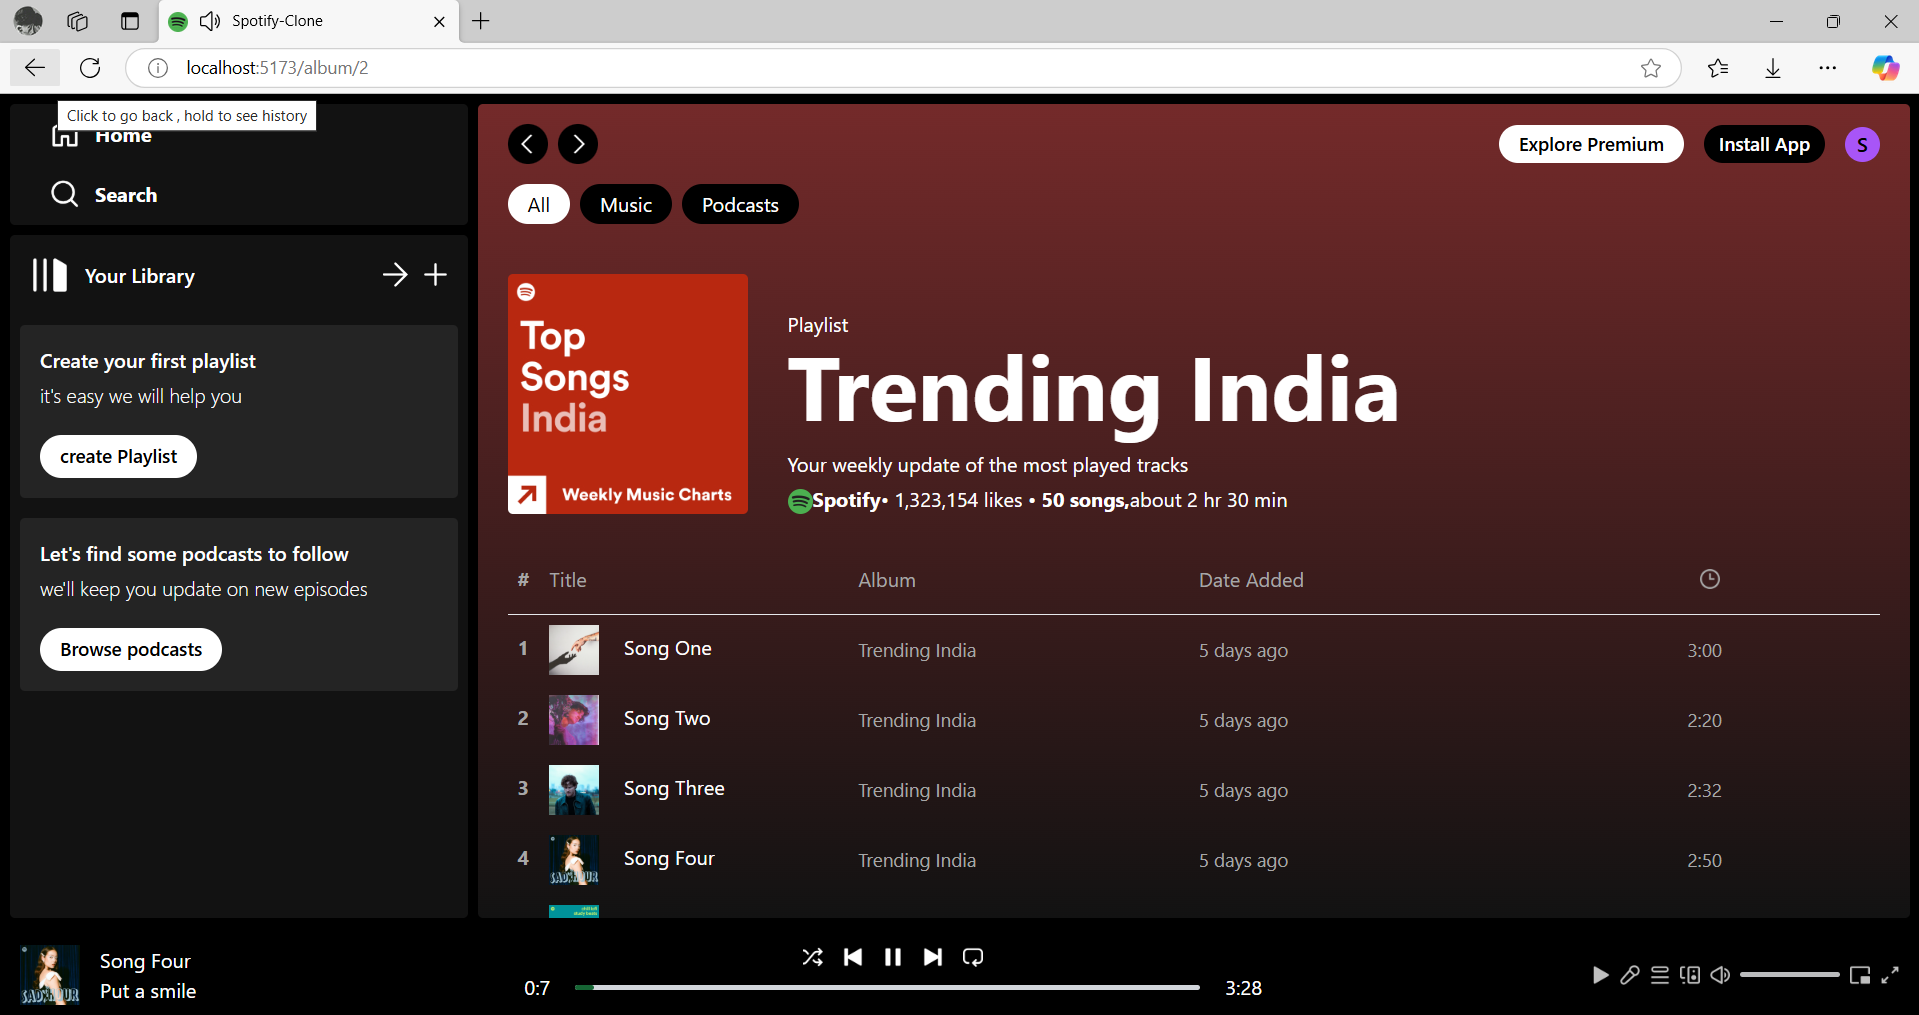 Spotify-Clone
localhost:5173/album/2
Click to go back , hold to see history
Home
Search
Your Library
Create your first playlist
it's easy we will help you
create Playlist
Let's find some podcasts to follow
we'll keep you update on new episodes
Browse podcasts
Explore Premium
Install App
S
All
Music
Podcasts
Top
Songs
India
Weekly Music Charts
Playlist
Trending India
Your weekly update of the most played tracks
Spotify• 1,323,154 likes • 50 songs,about 2 hr 30 min
# Title Album Date Added
1 Song One Trending India 5 days ago 3:00
2 Song Two Trending India 5 days ago 2:20
3 Song Three Trending India 5 days ago 2:32
4 Song Four Trending India 5 days ago 2:50
Song Four
Put a smile
0:7
3:28